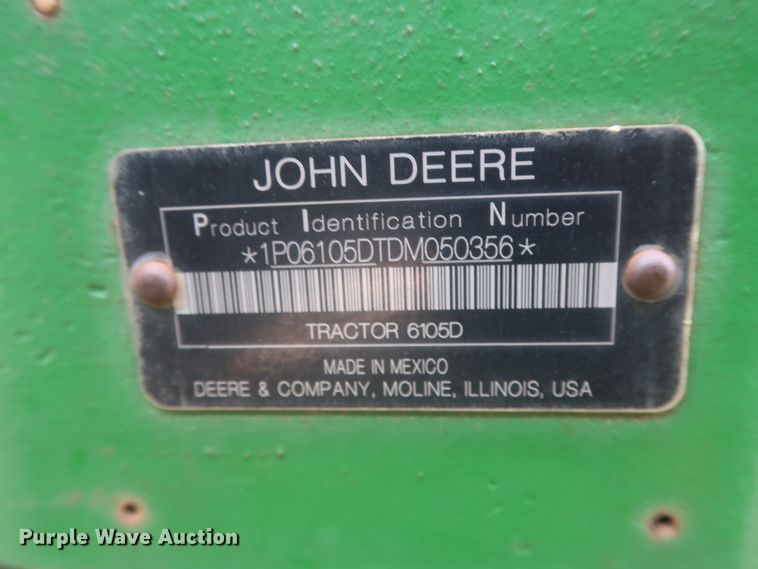 JOHN DEERE
Product Identification Number
*1P06105DTDM050356*
TRACTOR 6105D
MADE IN MEXICO
DEERE & COMPANY, MOLINE, ILLINOIS, USA
Purple Wave Auction